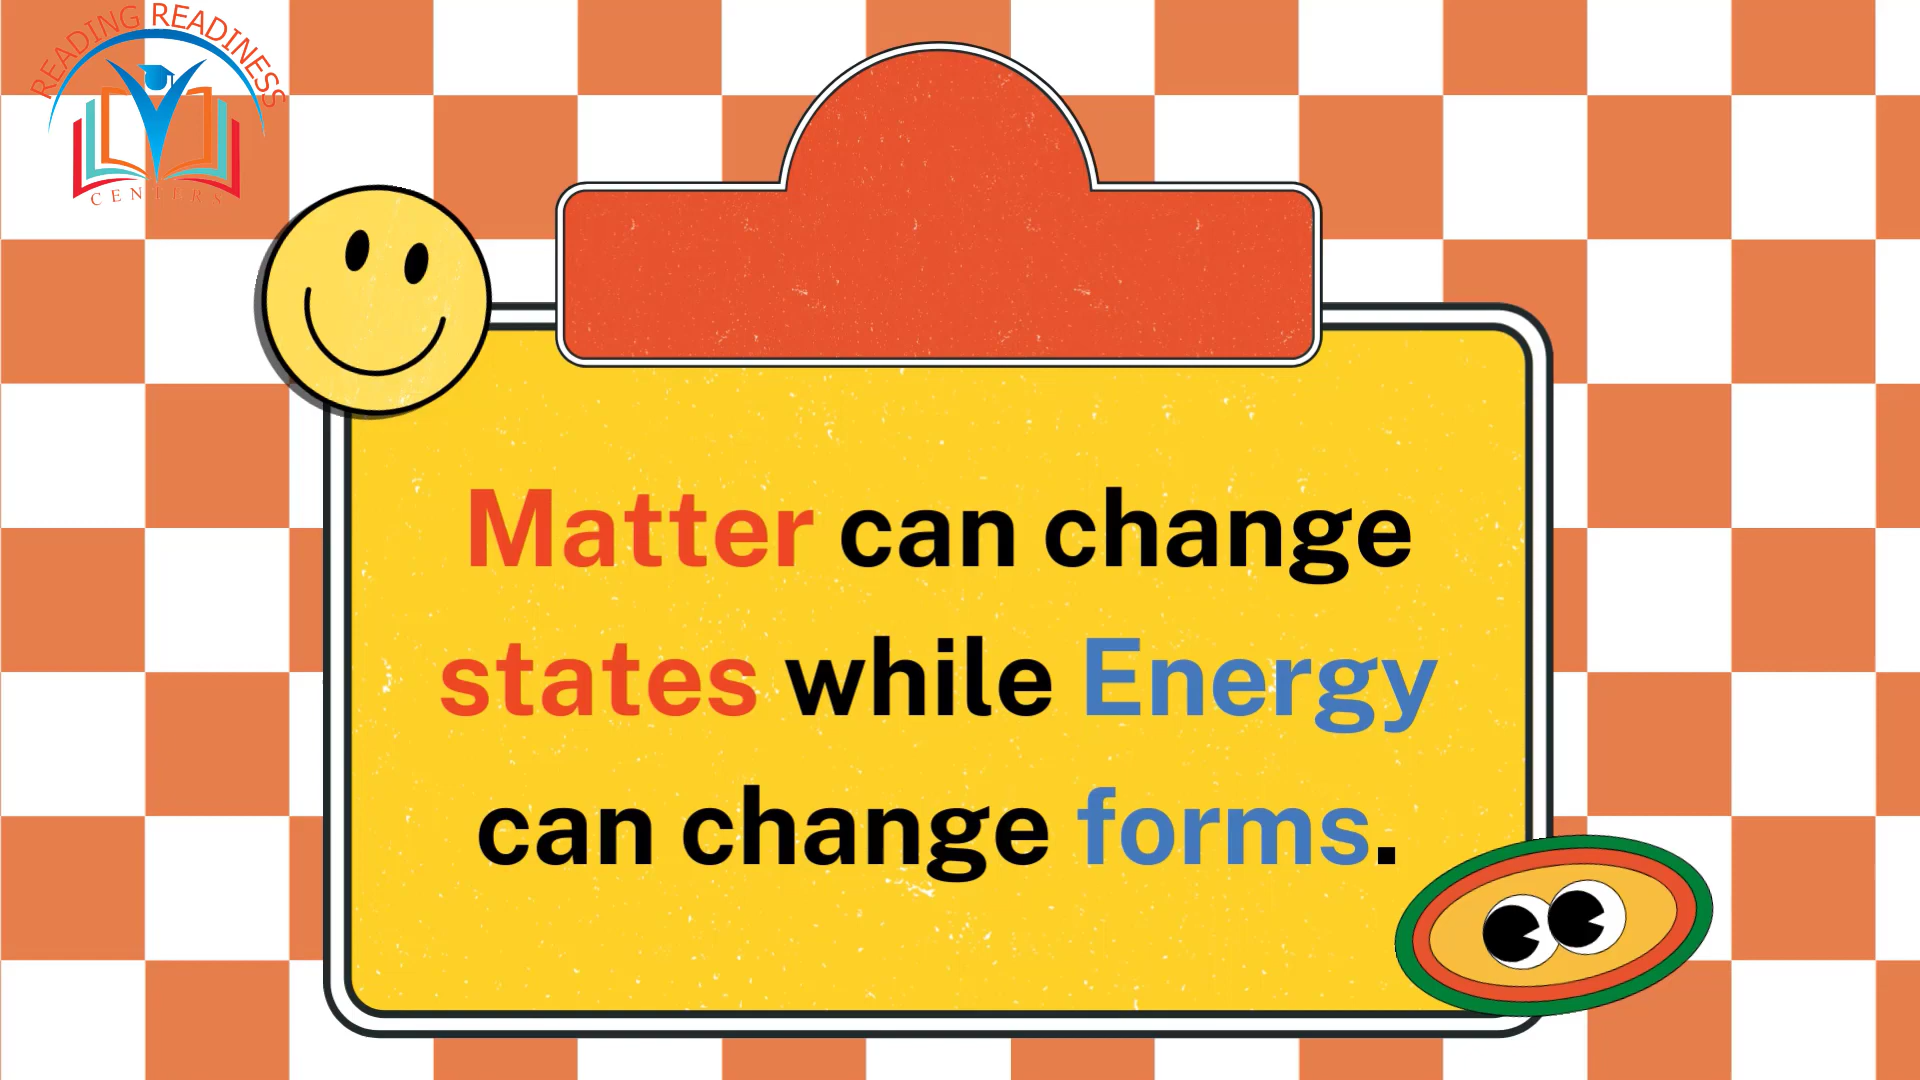 READING READINESS
CENTERS
Matter can change
states while Energy
can change forms.